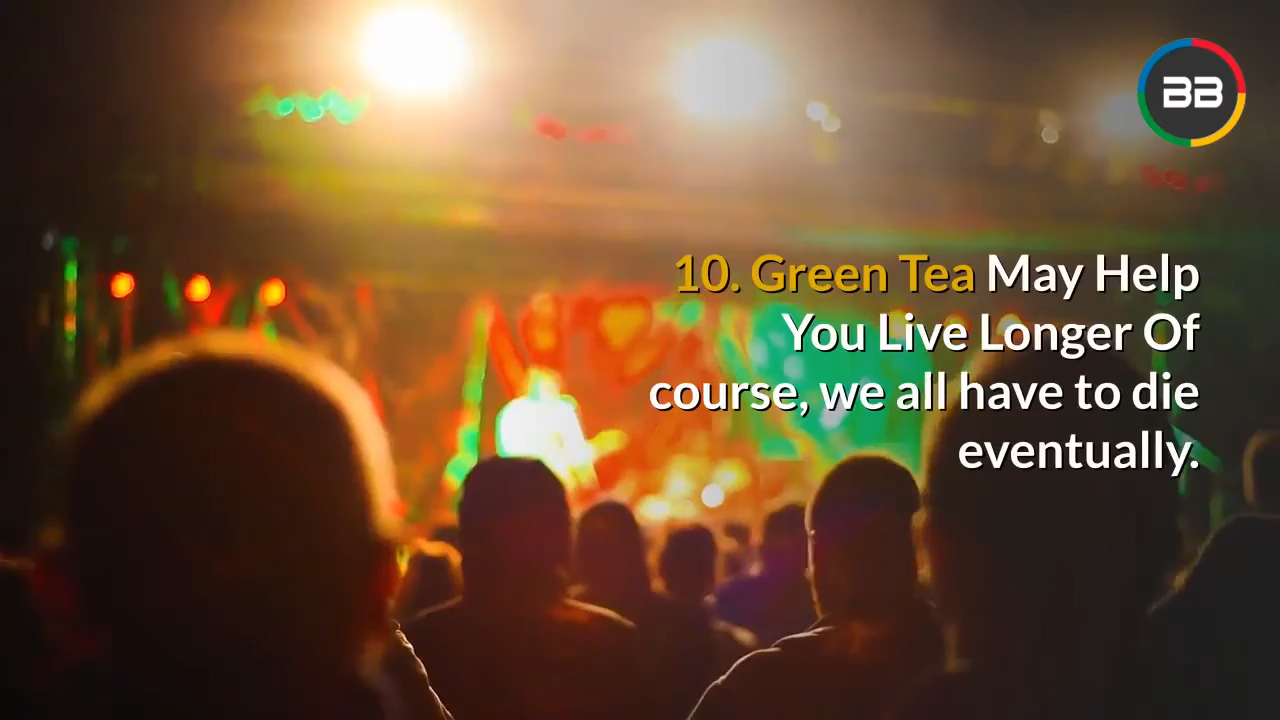 BB
10. Green Tea May Help
You Live Longer Of
course, we all have to die
eventually.